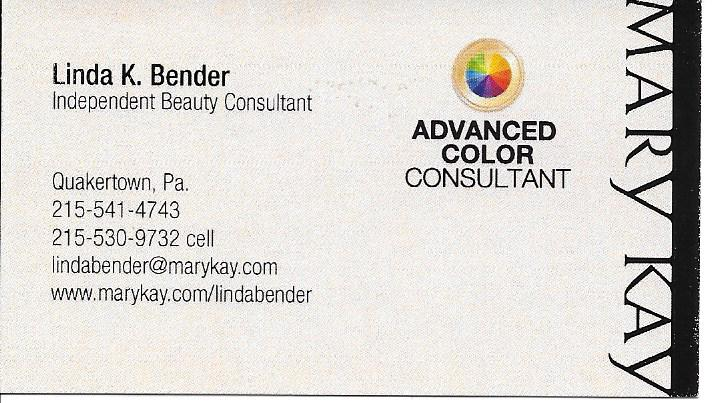 Linda K. Bender
Independent Beauty Consultant
ADVANCED
COLOR
CONSULTANT
Quakertown, Pa.
215-541-4743
215-530-9732 cell
lindabender@marykay.com
www.marykay.com/lindabender
MARY KAY